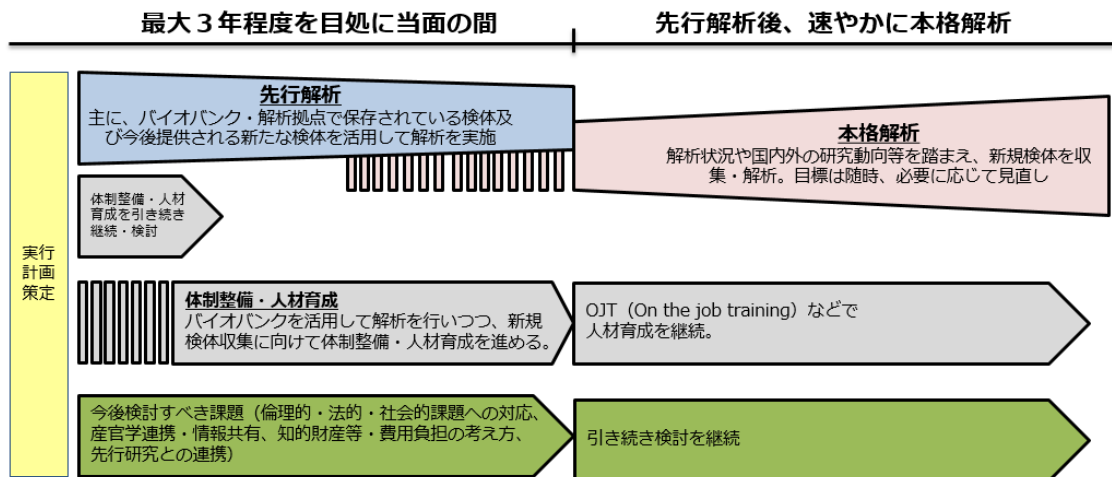 最大３年程度を目処に当面の間
先行解析後、速やかに本格解析
実行
計画
策定
先行解析
主に、バイオバンク・解析拠点で保存されている検体及
び今後提供される新たな検体を活用して解析を実施
本格解析
解析状況や国内外の研究動向等を踏まえ、新規検体を収
集・解析。目標は随時、必要に応じて見直し
体制整備・人材
育成を引き続き
継続・検討
体制整備・人材育成
バイオバンクを活用して解析を行いつつ、新規
検体収集に向けて体制整備・人材育成を進める。
OJT（On the job training）などで
人材育成を継続。
今後検討すべき課題（倫理的・法的・社会的課題への対応、
産官学連携・情報共有、知的財産等・費用負担の考え方、
先行研究との連携）
引き続き検討を継続